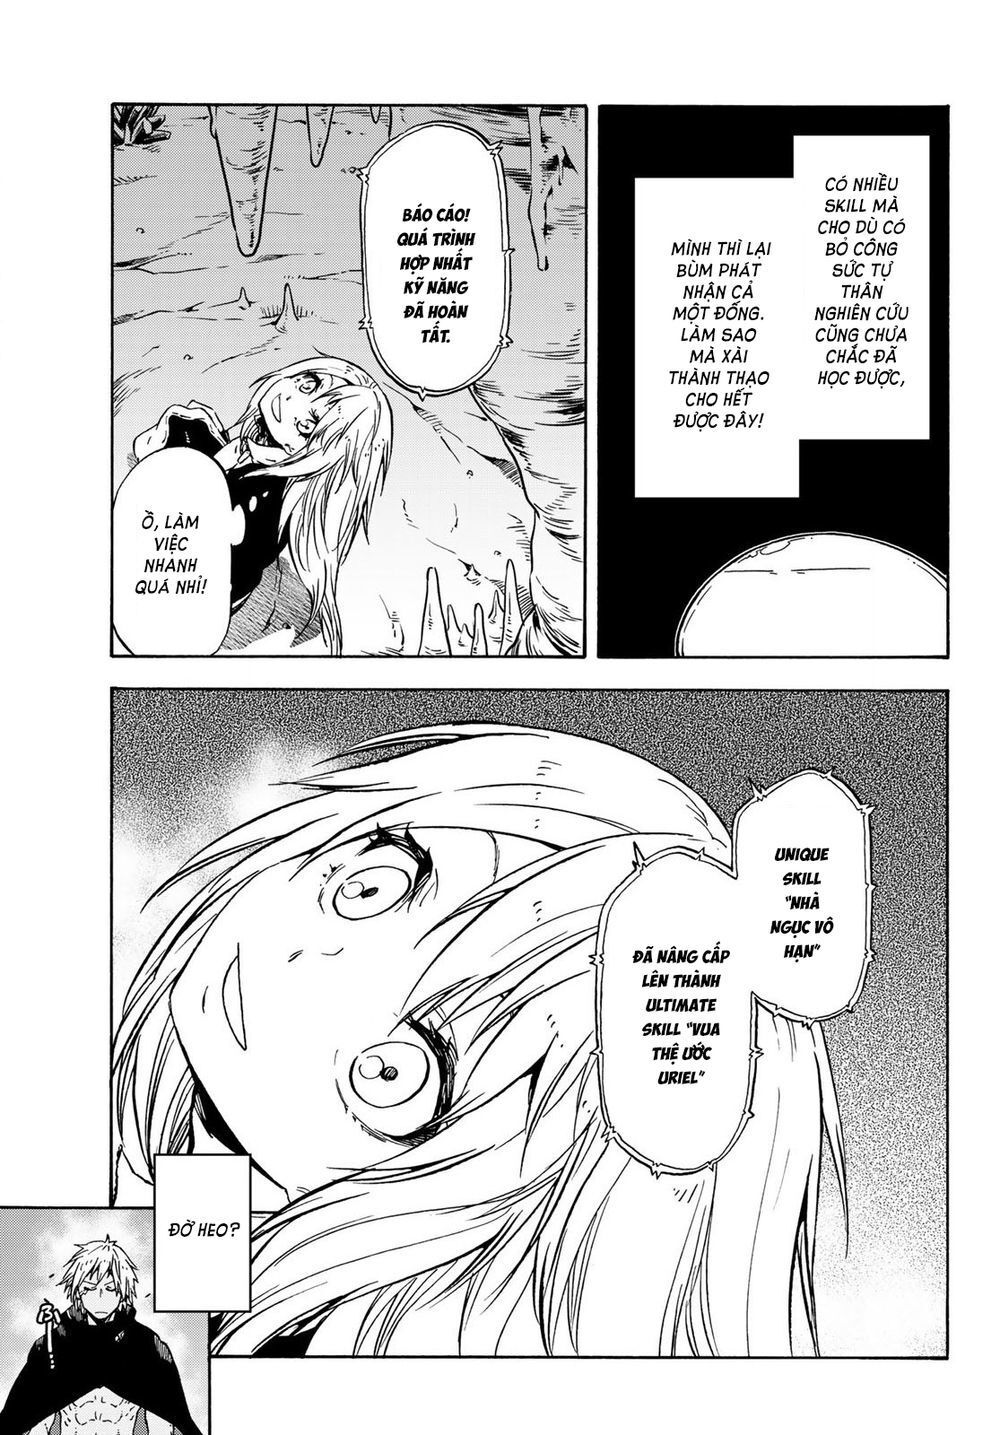 CÓ NHIỀU
SKILL MÀ
CHO DÙ CÓ
BỎ CÔNG
SỨC TỰ
THÂN
NGHIÊN CỨU
CŨNG CHƯA
CHẮC ĐÃ
HỌC ĐƯỢC,
MÌNH THÌ LẠI
BÙM PHÁT
NHẬN CẢ
MỘT ĐỐNG.
LÀM SAO
MÀ XÀI
THÀNH THẠO
CHO HẾT
ĐƯỢC ĐÂY!
BÁO CÁO!
QUÁ TRÌNH
HỢP NHẤT
KỸ NĂNG
ĐÃ HOÀN
TẤT.
Ồ, LÀM
VIỆC
NHANH
QUÁ NHỈ!
UNIQUE
SKILL
"NHÀ
NGỤC VÔ
HẠN"
ĐÃ NÂNG CẤP
LÊN THÀNH
ULTIMATE
SKILL "VUA
THỆ ƯỚC
URIEL"
ĐỜ HEO?